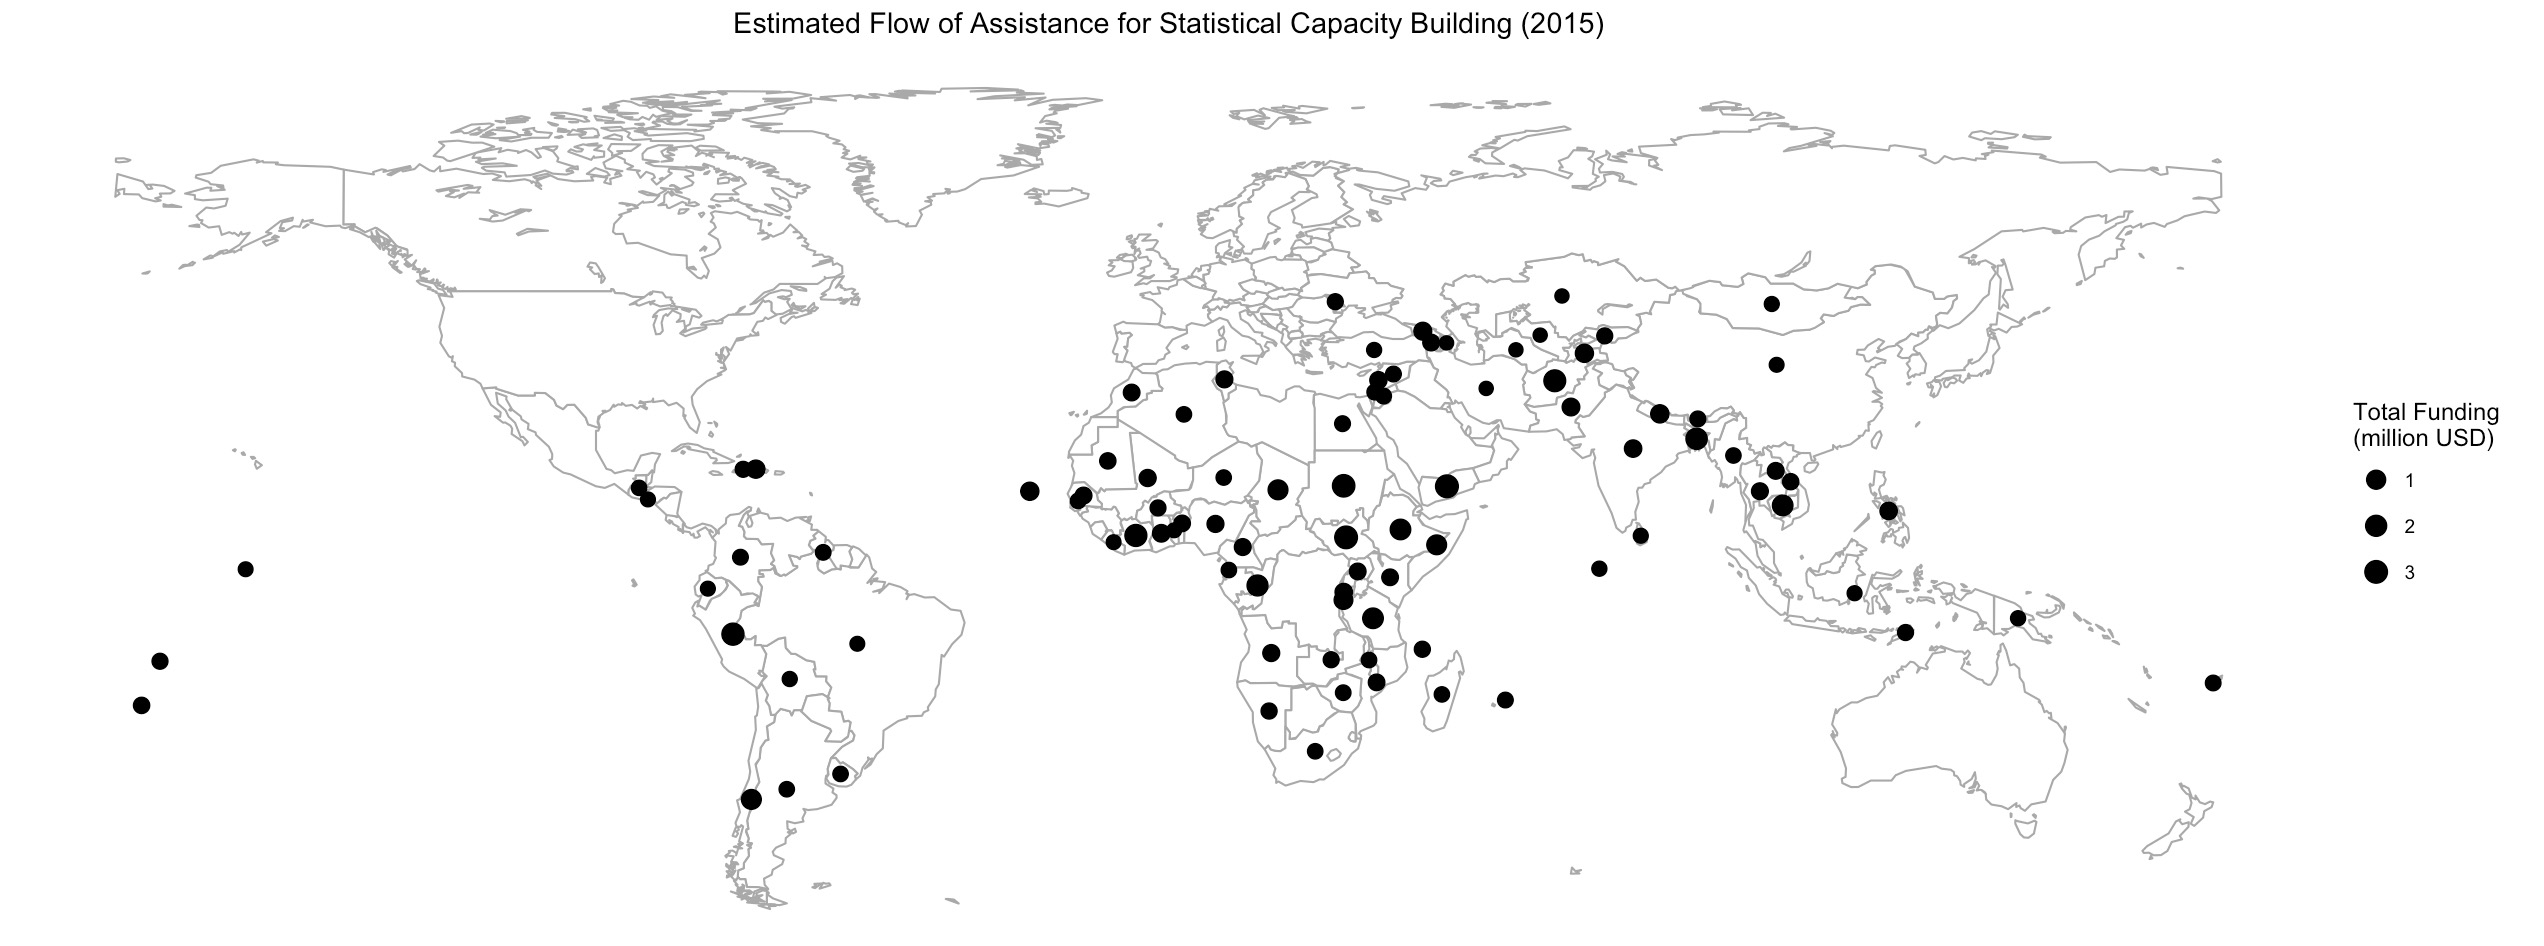 Estimated Flow of Assistance for Statistical Capacity Building (2015)
Total Funding
(million USD)
1
2
3